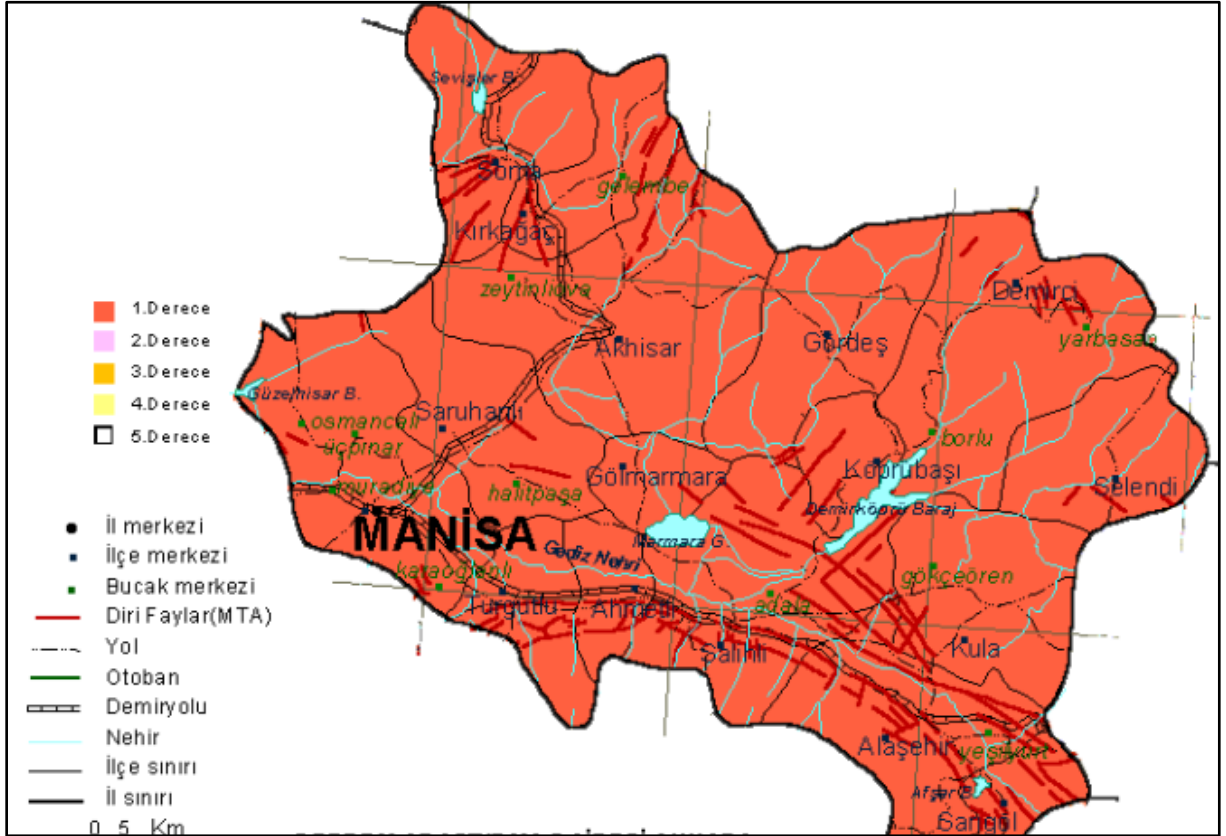 Sevişler B.
Soma
gelembe
Kırkağaç
zeytinliova
Demirci
yarbasan
Akhisar
Gördeş
Güzelhisar B.
Saruhanlı
osmancalı
üçpınar
borlu
Köprübaşı
Gölmarmara
halitpaşa
muradiye
Selendi
Demirköprü Baraj
MANİSA
Marmara G.
Gediz Nehri
karaoğlanlı
gökçeören
Turgutlu
Ahmetli
adala
Salihli
Kula
Alaşehir
yeşilyurt
Afşar B.
Sarıgöl
1.Derece
2.Derece
3.Derece
4.Derece
5.Derece
İl merkezi
İlçe merkezi
Bucak merkezi
Diri Faylar(MTA)
Yol
Otoban
Demiryolu
Nehir
İlçe sınırı
İl sınırı
0 5 Km